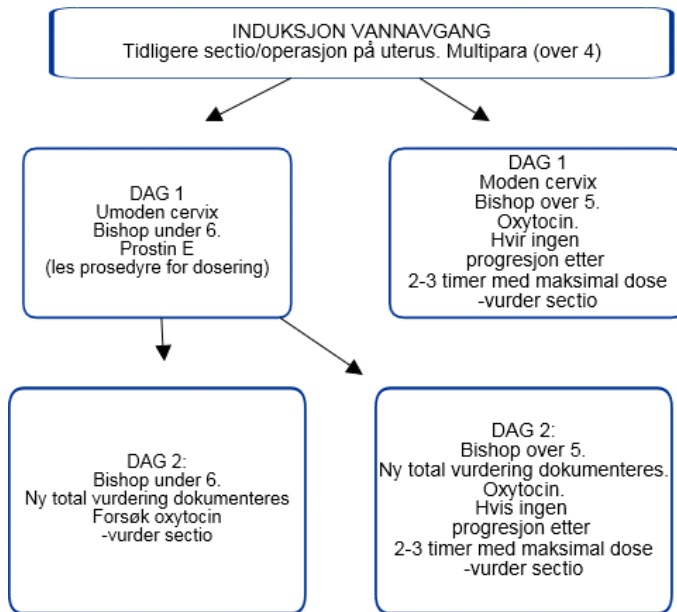 INDUKSJON VANNAVGANG
Tidligere sectio/operasjon på uterus. Multipara (over 4)
DAG 1
Umoden cervix
Bishop under 6.
Prostin E
(les prosedyre for dosering)
DAG 1
Moden cervix
Bishop over 5.
Oxytocin.
Hvir ingen
progresjon etter
2-3 timer med maksimal dose
-vurder sectio
DAG 2:
Bishop under 6.
Ny total vurdering dokumenteres
Forsøk oxytocin
-vurder sectio
DAG 2:
Bishop over 5.
Ny total vurdering dokumenteres.
Oxytocin.
Hvis ingen
progresjon etter
2-3 timer med maksimal dose
-vurder sectio